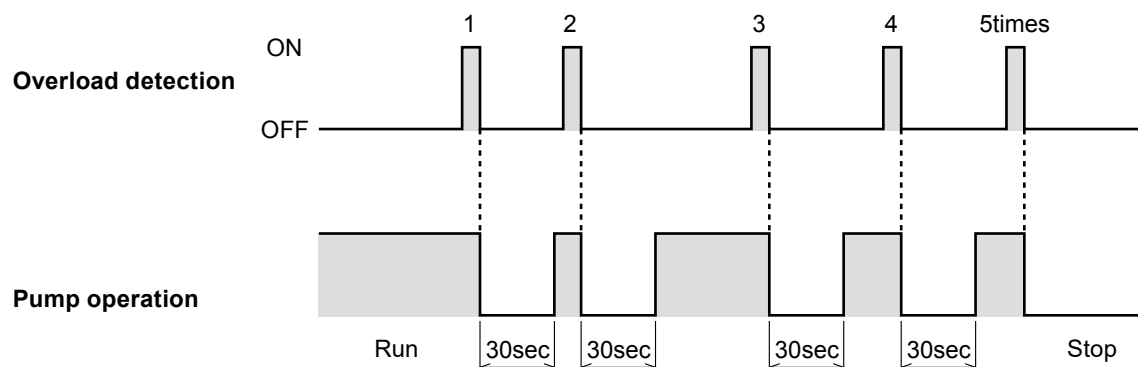 1 2 3 4 5times
ON
Overload detection
OFF
Pump operation
Run 30sec 30sec 30sec 30sec Stop